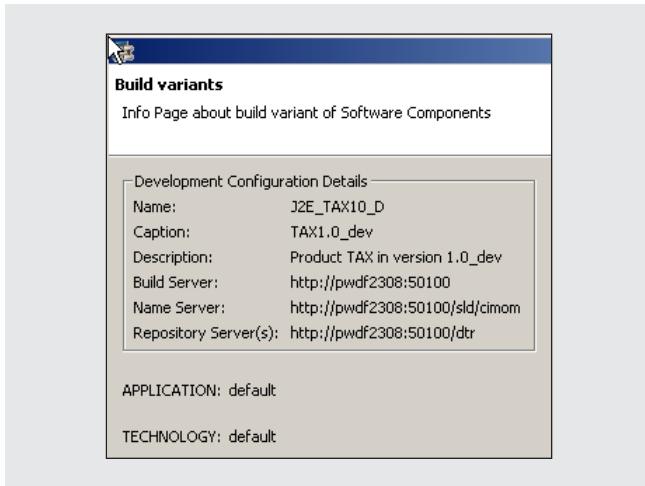 Build variants
Info Page about build variant of Software Components
Development Configuration Details
Name: J2E_TAX10_D
Caption: TAX1.0_dev
Description: Product TAX in version 1.0_dev
Build Server: http://pwdf2308:50100
Name Server: http://pwdf2308:50100/sld/cimom
Repository Server(s): http://pwdf2308:50100/dtr
APPLICATION: default
TECHNOLOGY: default